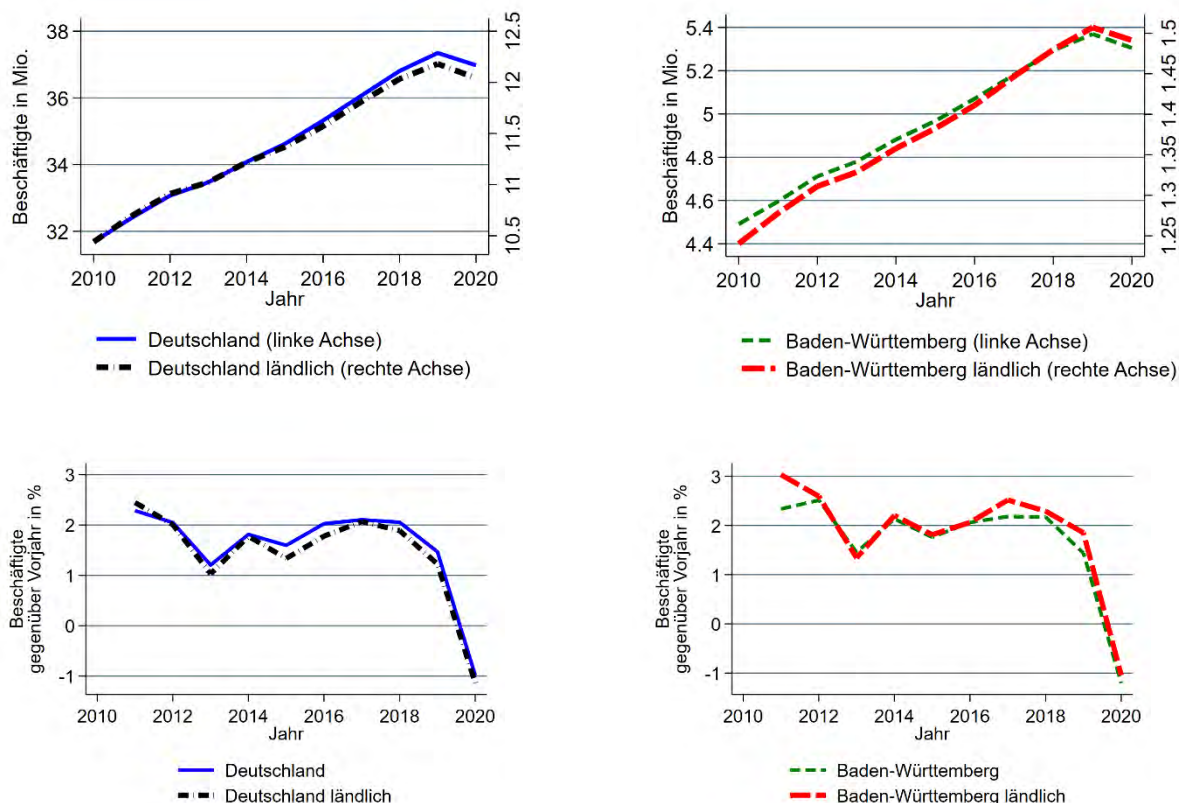 Beschäftigte in Mio.
38
36
34
32
12.5
12
11.5
11
10.5
2010 2012 2014 2016 2018 2020
Jahr
Deutschland (linke Achse)
Deutschland ländlich (rechte Achse)
Beschäftigte in Mio.
5.4
5.2
5
4.8
4.6
4.4
1.5
1.45
1.4
1.35
1.3
1.25
2010 2012 2014 2016 2018 2020
Jahr
Baden-Württemberg (linke Achse)
Baden-Württemberg ländlich (rechte Achse)
Beschäftigte
gegenüber Vorjahr in %
3
2
1
0
-1
2010 2012 2014 2016 2018 2020
Jahr
Deutschland
Deutschland ländlich
Beschäftigte
gegenüber Vorjahr in %
3
2
1
0
-1
2010 2012 2014 2016 2018 2020
Jahr
Baden-Württemberg
Baden-Württemberg ländlich